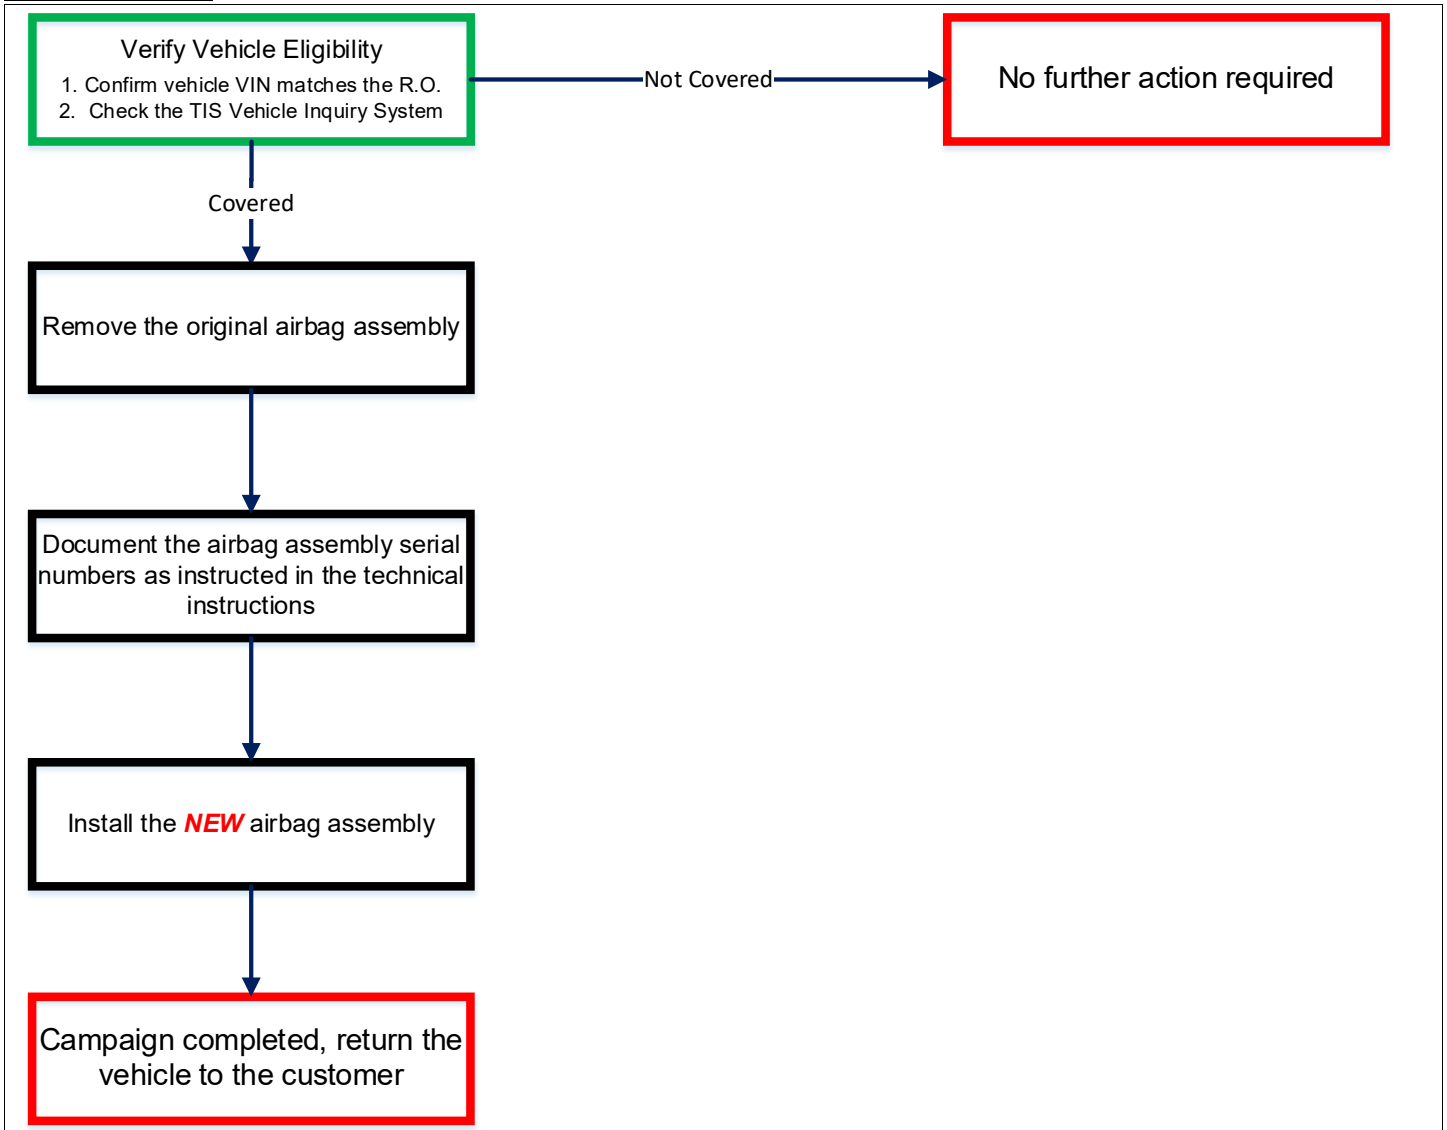 Verify Vehicle Eligibility
1. Confirm vehicle VIN matches the R.O.
2. Check the TIS Vehicle Inquiry System
Not Covered
No further action required
Covered
Remove the original airbag assembly
Document the airbag assembly serial
numbers as instructed in the technical
instructions
Install the NEW airbag assembly
Campaign completed, return the
vehicle to the customer